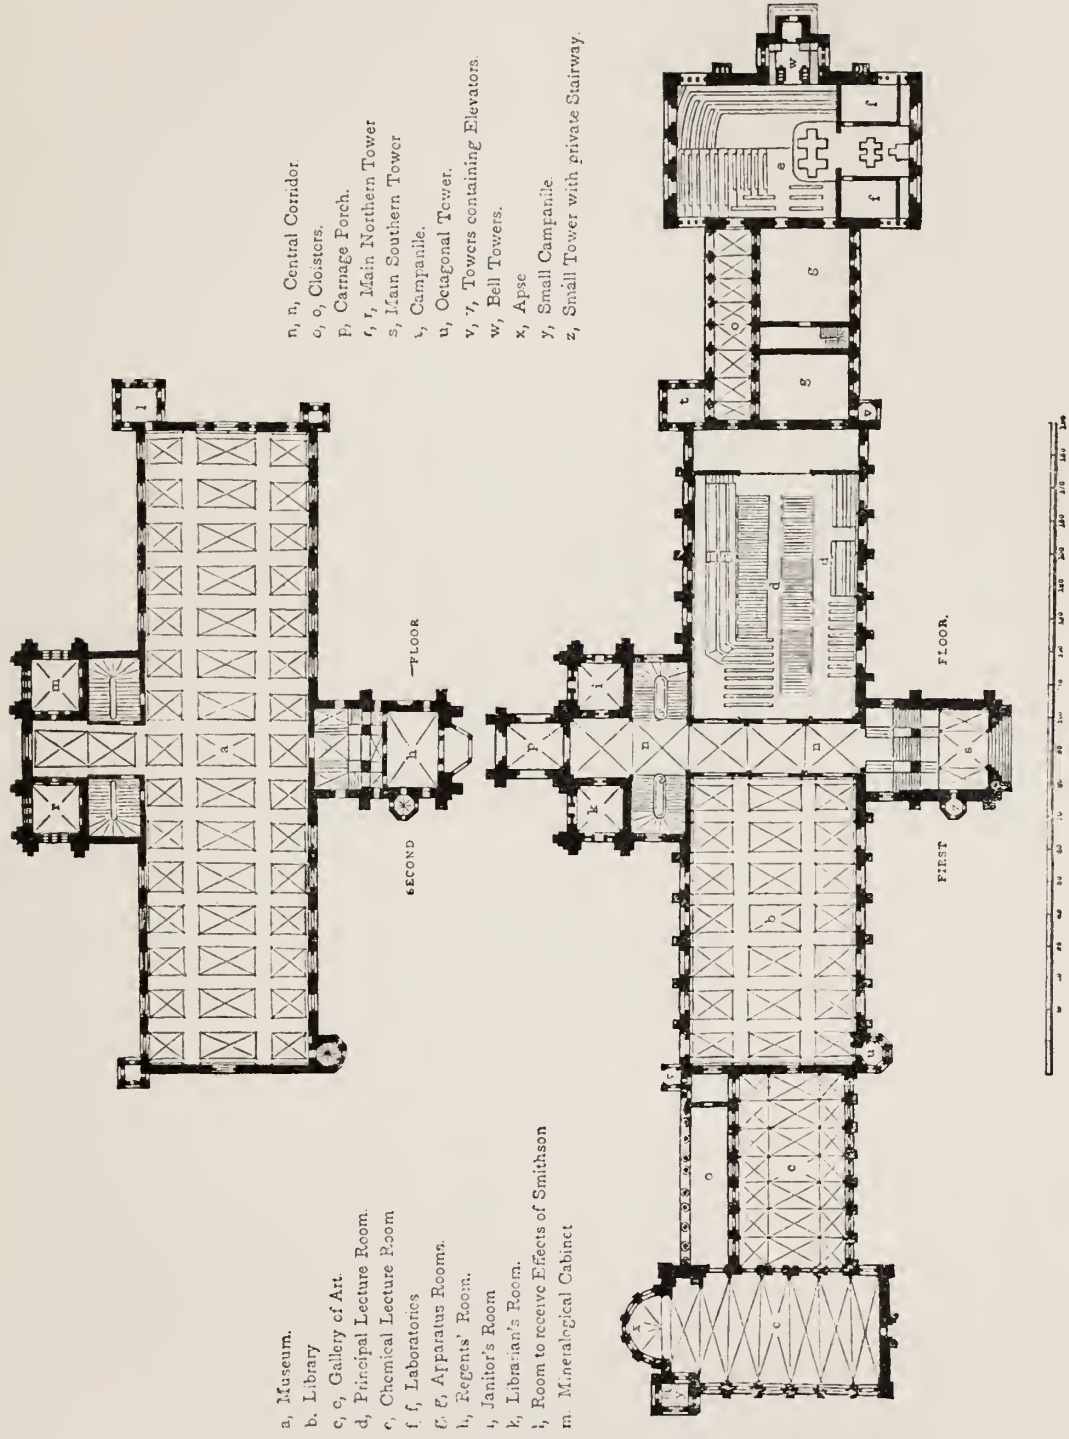 a, Museum.
b. Library
c, c, Gallery of Art.
d, Principal Lecture Room.
e, Chemical Lecture Room
f f, Laboratories
g, g, Apparatus Rooms.
h, Regents' Room.
i, Janitor's Room
k, Librarian's Room.
l, Room to receive Effects of Smithson
m. Mineralogical Cabinet
n, n, Central Corridor.
o, o, Cloistors.
p, Carriage Porch.
r, r, Main Northern Tower
s, Main Southern Tower
t, Campanile.
u, Octagonal Tower.
v, v, Towers containing Elevators.
w, Bell Towers.
x, Apse
y, Small Campanile.
z, Small Tower with private Stairway.
r
m
l
a
h
SECOND FLOOR
p
k
i
n
n
b
d
d
t
o
g
g
v
e
f
f
w
x
y
c
o
c
u
s
FIRST FLOOR.